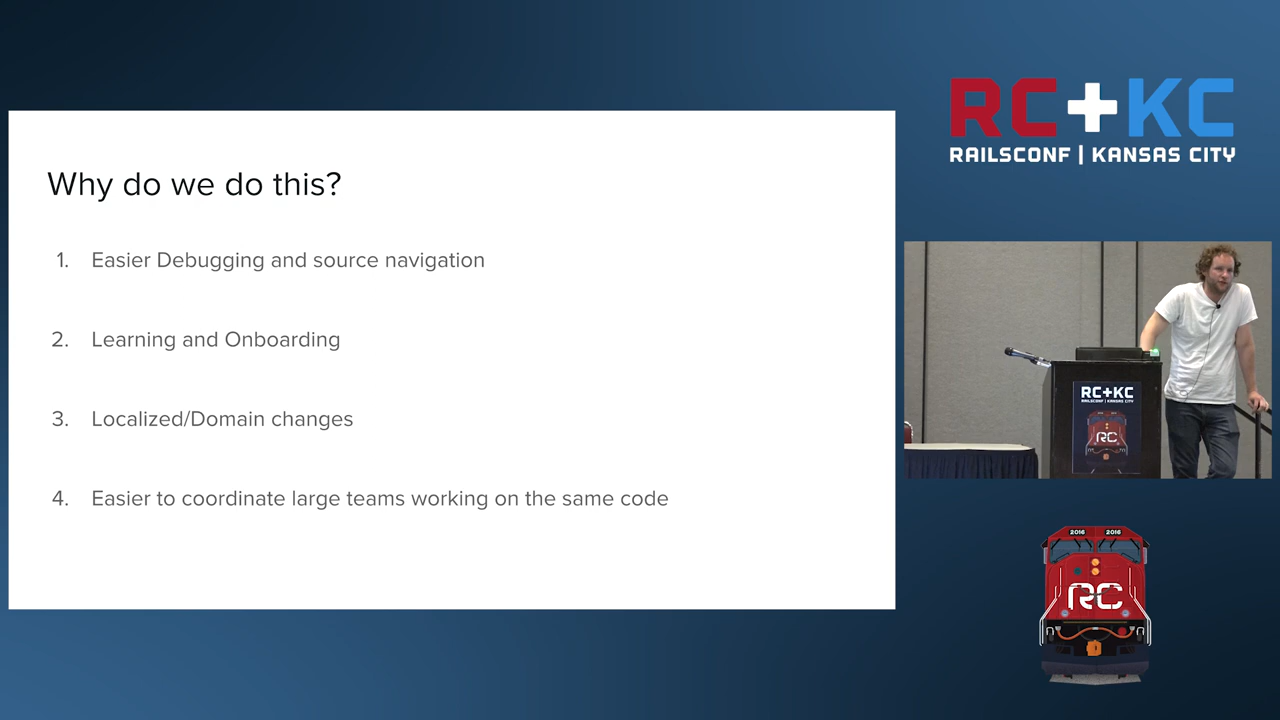 Why do we do this?
1. Easier Debugging and source navigation
2. Learning and Onboarding
3. Localized/Domain changes
4. Easier to coordinate large teams working on the same code
RC+KC
RAILSCONF | KANSAS CITY
RC+KC
RAILSCONF | KANSAS CITY
RC
2016 2016
RC